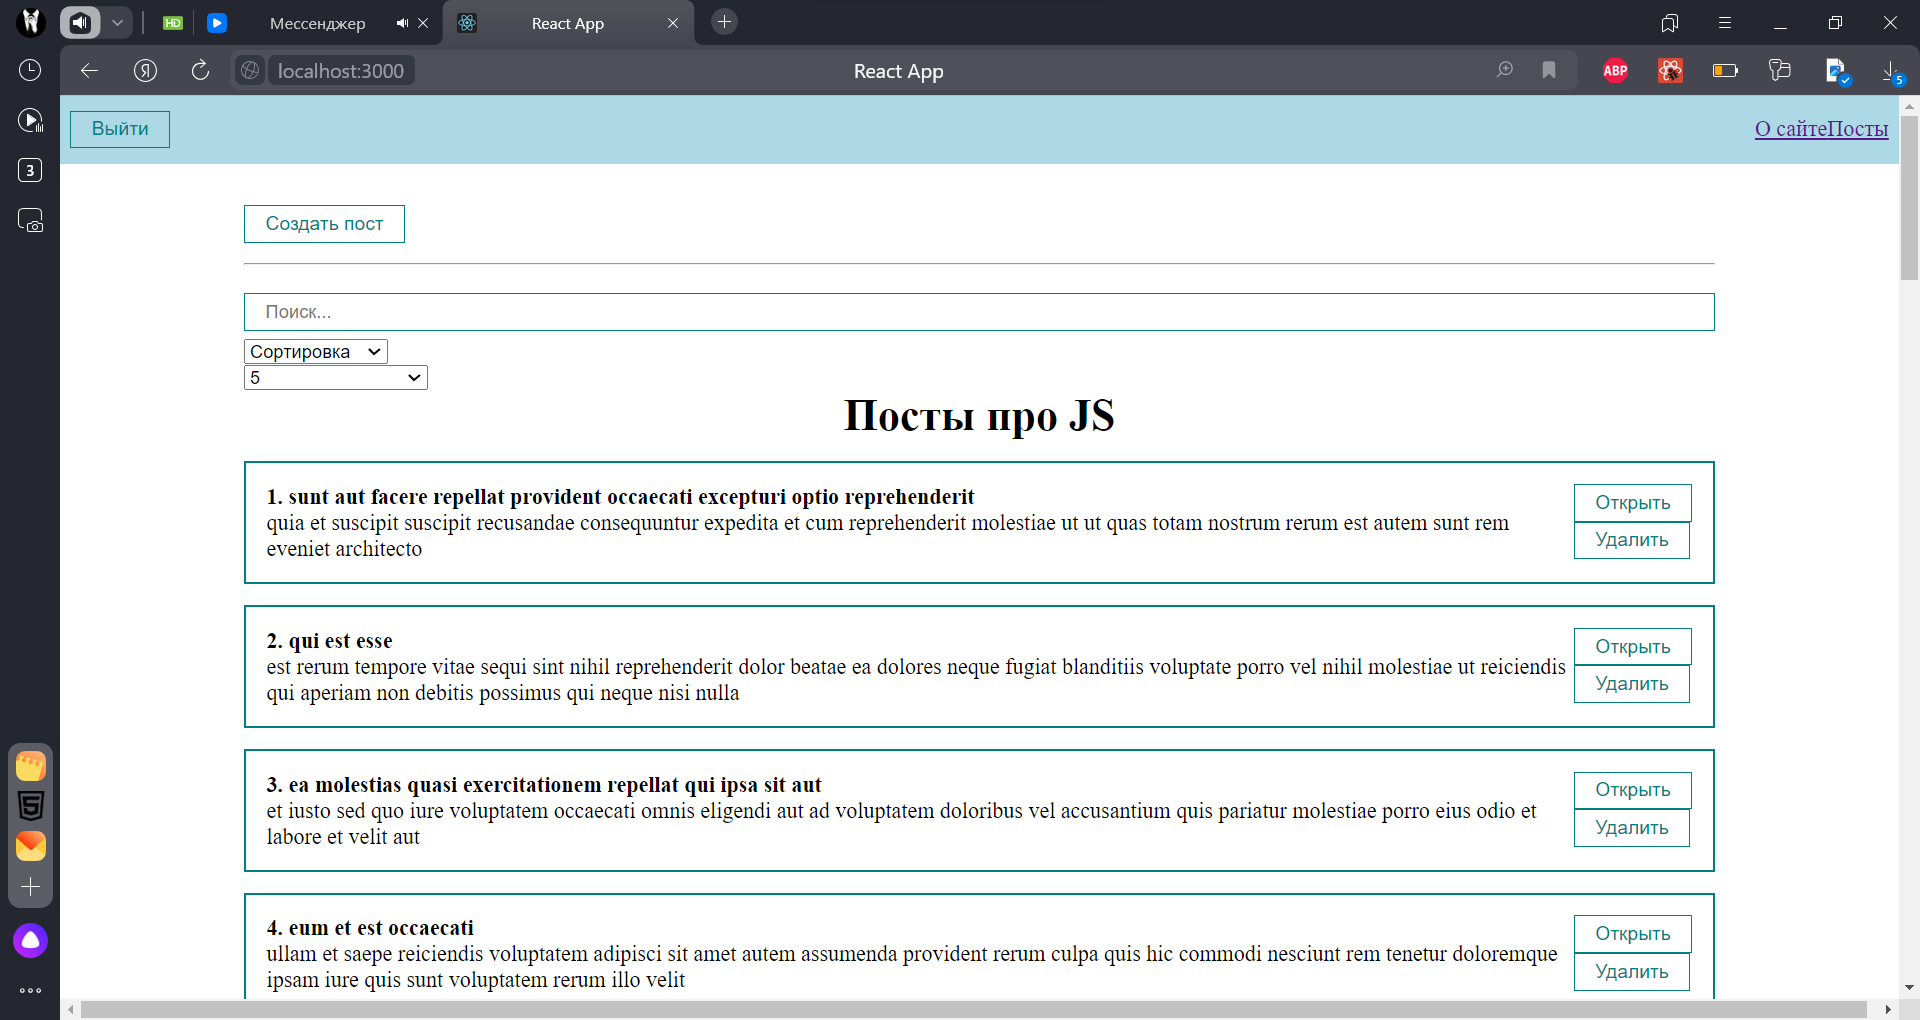 HD
Мессенджер
React App
localhost:3000
React App
ABP
5
3
Выйти
О сайтеПосты
Создать пост
Поиск...
Сортировка
5
Посты про JS
1. sunt aut facere repellat provident occaecati excepturi optio reprehenderit
quia et suscipit suscipit recusandae consequuntur expedita et cum reprehenderit molestiae ut ut quas totam nostrum rerum est autem sunt rem
eveniet architecto
Открыть
Удалить
2. qui est esse
est rerum tempore vitae sequi sint nihil reprehenderit dolor beatae ea dolores neque fugiat blanditiis voluptate porro vel nihil molestiae ut reiciendis
qui aperiam non debitis possimus qui neque nisi nulla
Открыть
Удалить
3. ea molestias quasi exercitationem repellat qui ipsa sit aut
et iusto sed quo iure voluptatem occaecati omnis eligendi aut ad voluptatem doloribus vel accusantium quis pariatur molestiae porro eius odio et
labore et velit aut
Открыть
Удалить
4. eum et est occaecati
ullam et saepe reiciendis voluptatem adipisci sit amet autem assumenda provident rerum culpa quis hic commodi nesciunt rem tenetur doloremque
ipsam iure quis sunt voluptatem rerum illo velit
Открыть
Удалить